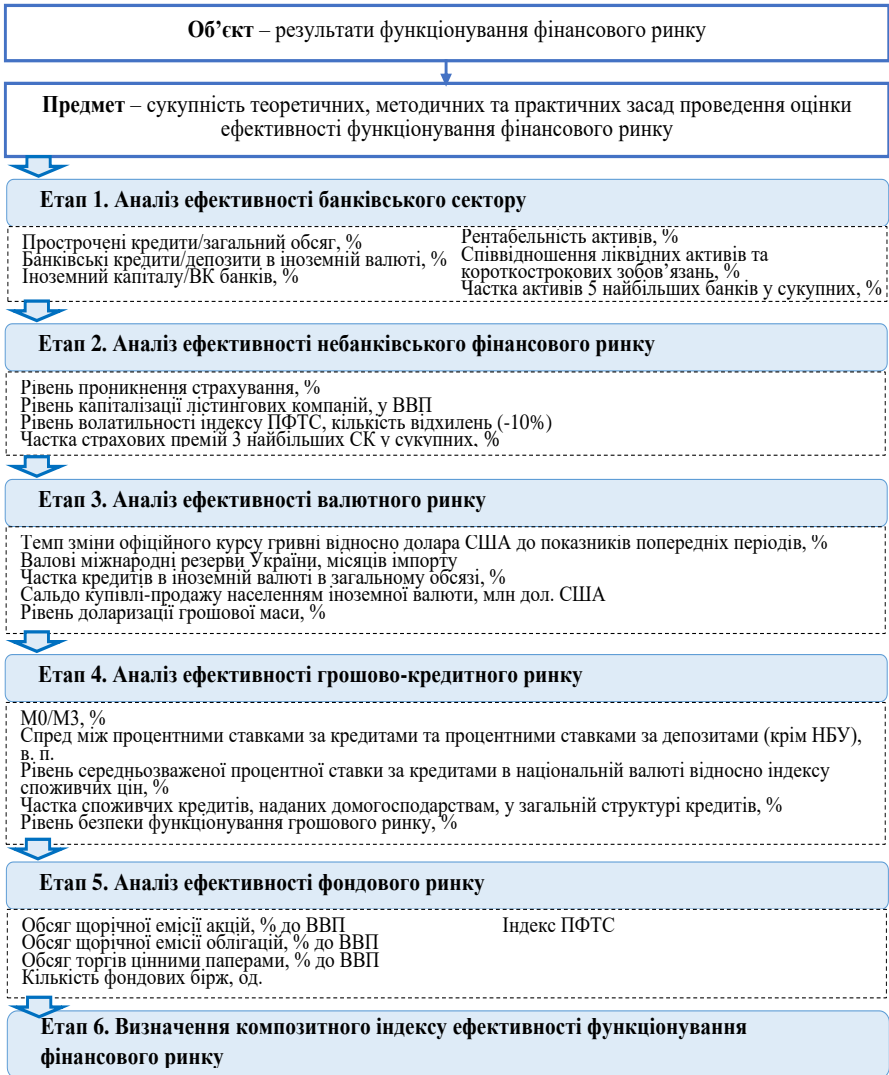 Об’єкт – результати функціонування фінансового ринку
Предмет – сукупність теоретичних, методичних та практичних засад проведення оцінки
ефективності функціонування фінансового ринку
Етап 1. Аналіз ефективності банківського сектору
Прострочені кредити/загальний обсяг, %
Банківські кредити/депозити в іноземній валюті, %
Іноземний капіталу/ВК банків, %
Рентабельність активів, %
Співвідношення ліквідних активів та
короткострокових зобов’язань, %
Частка активів 5 найбільших банків у сукупних, %
Етап 2. Аналіз ефективності небанківського фінансового ринку
Рівень проникнення страхування, %
Рівень капіталізації лістингових компаній, у ВВП
Рівень волатильності індексу ПФТС, кількість відхилень (-10%)
Частка страхових премій 3 найбільших СК у сукупних, %
Етап 3. Аналіз ефективності валютного ринку
Темп зміни офіційного курсу гривні відносно долара США до показників попередніх періодів, %
Валові міжнародні резерви України, місяців імпорту
Частка кредитів в іноземній валюті в загальному обсязі, %
Сальдо купівлі-продажу населенням іноземної валюти, млн дол. США
Рівень доларизації грошової маси, %
Етап 4. Аналіз ефективності грошово-кредитного ринку
М0/М3, %
Спред між процентними ставками за кредитами та процентними ставками за депозитами (крім НБУ),
в. п.
Рівень середньозваженої процентної ставки за кредитами в національній валюті відносно індексу
споживчих цін, %
Частка споживчих кредитів, наданих домогосподарствам, у загальній структурі кредитів, %
Рівень безпеки функціонування грошового ринку, %
Етап 5. Аналіз ефективності фондового ринку
Обсяг щорічної емісії акцій, % до ВВП
Обсяг щорічної емісії облігацій, % до ВВП
Обсяг торгів цінними паперами, % до ВВП
Кількість фондових бірж, од.
Індекс ПФТС
Етап 6. Визначення композитного індексу ефективності функціонування
фінансового ринку